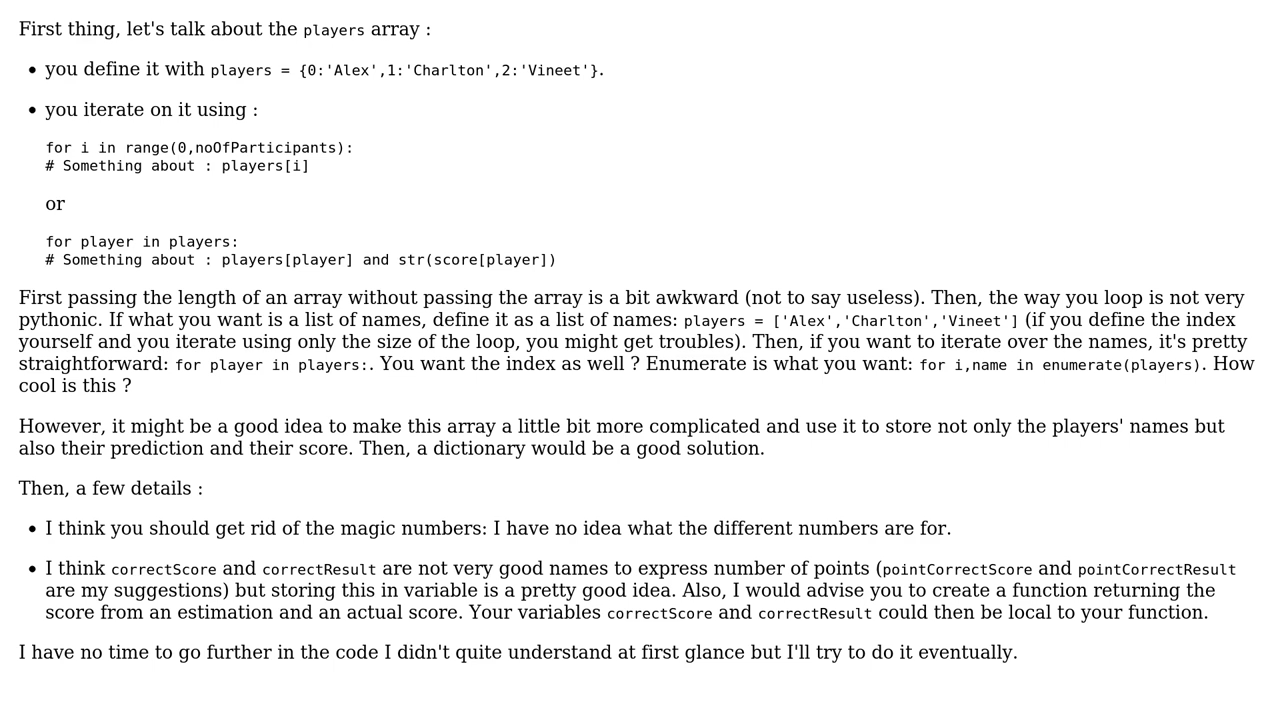 First thing, let's talk about the players array :
• you define it with players = {0:'Alex',1:'Charlton',2:'Vineet'}.
• you iterate on it using :
for i in range(0,noOfParticipants):
# Something about : players[i]
or
for player in players:
# Something about : players[player] and str(score[player])
First passing the length of an array without passing the array is a bit awkward (not to say useless). Then, the way you loop is not very
pythonic. If what you want is a list of names, define it as a list of names: players = ['Alex','Charlton','Vineet'] (if you define the index
yourself and you iterate using only the size of the loop, you might get troubles). Then, if you want to iterate over the names, it's pretty
straightforward: for player in players:. You want the index as well ? Enumerate is what you want: for i,name in enumerate(players). How
cool is this ?
However, it might be a good idea to make this array a little bit more complicated and use it to store not only the players' names but
also their prediction and their score. Then, a dictionary would be a good solution.
Then, a few details :
• I think you should get rid of the magic numbers: I have no idea what the different numbers are for.
• I think correctScore and correctResult are not very good names to express number of points (pointCorrectScore and pointCorrectResult
are my suggestions) but storing this in variable is a pretty good idea. Also, I would advise you to create a function returning the
score from an estimation and an actual score. Your variables correctScore and correctResult could then be local to your function.
I have no time to go further in the code I didn't quite understand at first glance but I'll try to do it eventually.